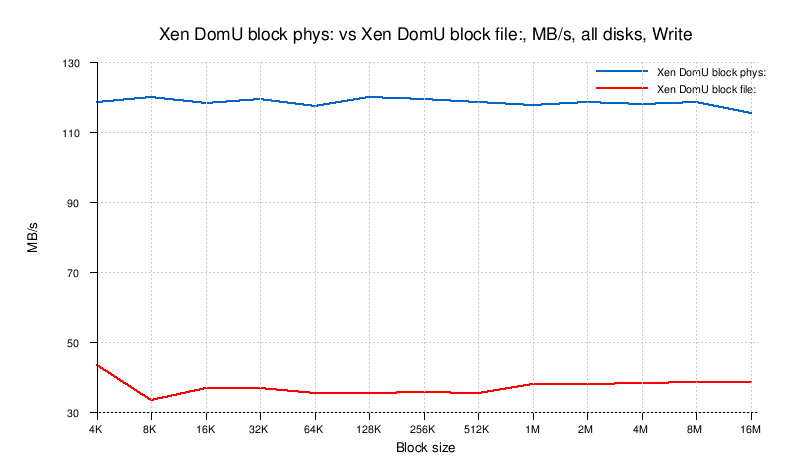 Xen DomU block phys: vs Xen DomU block file:, MB/s, all disks, Write
130
Xen DomU block phys:
Xen DomU block file:
110
90
MB/s
70
50
30
4K 8K 16K 32K 64K 128K 256K 512K 1M 2M 4M 8M 16M
Block size